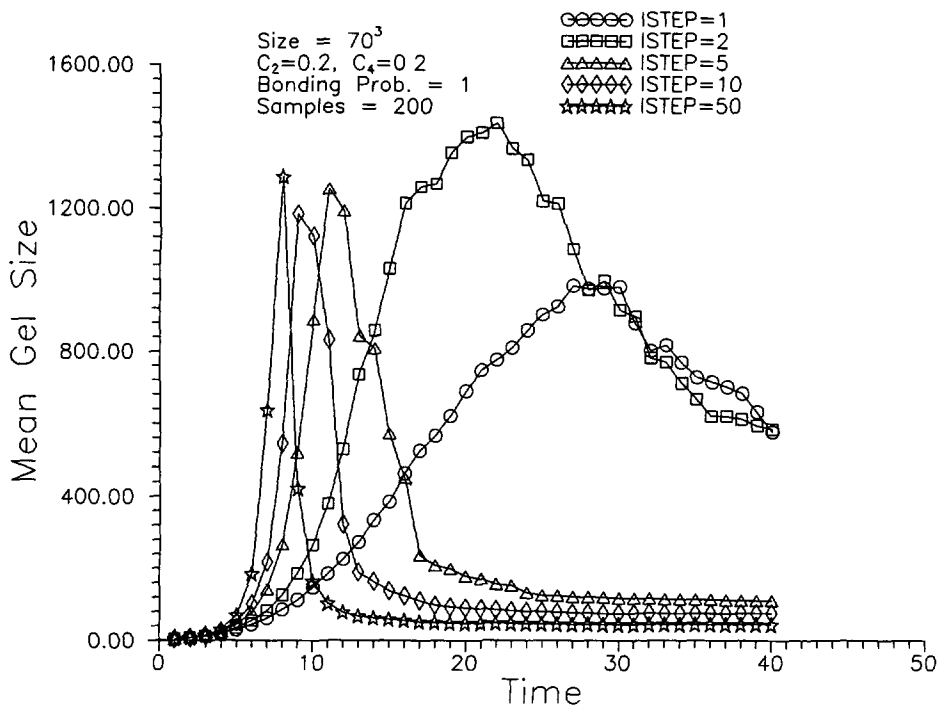 Size = 70³
C₂=0.2, C₄=0 2
Bonding Prob. = 1
Samples = 200
ISTEP=1
ISTEP=2
ISTEP=5
ISTEP=10
ISTEP=50
1600.00
1200.00
800.00
400.00
0.00
Mean Gel Size
0
10
20
30
40
50
Time